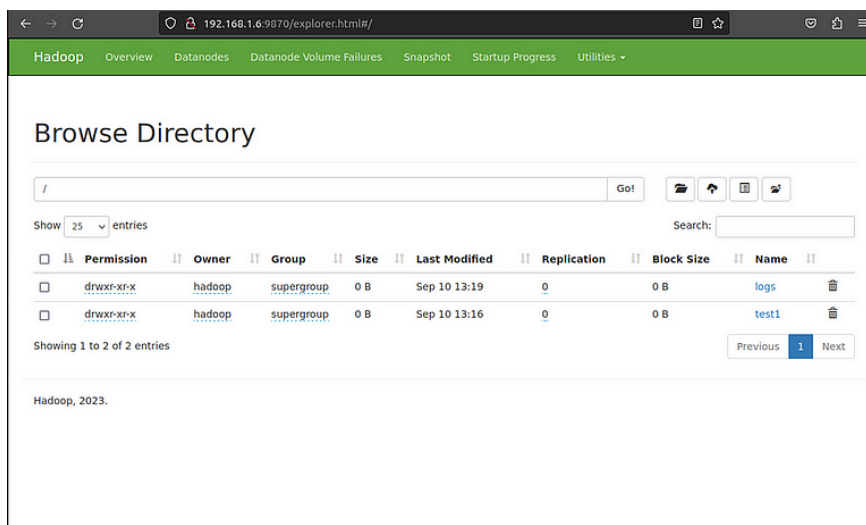 192.168.1.6:9870/explorer.html#/
Hadoop Overview Datanodes Datanode Volume Failures Snapshot Startup Progress Utilities
Browse Directory
/ Go!
Show 25 entries Search:
Permission Owner Group Size Last Modified Replication Block Size Name
drwxr-xr-x hadoop supergroup 0 B Sep 10 13:19 0 0 B logs
drwxr-xr-x hadoop supergroup 0 B Sep 10 13:16 0 0 B test1
Showing 1 to 2 of 2 entries Previous 1 Next
Hadoop, 2023.